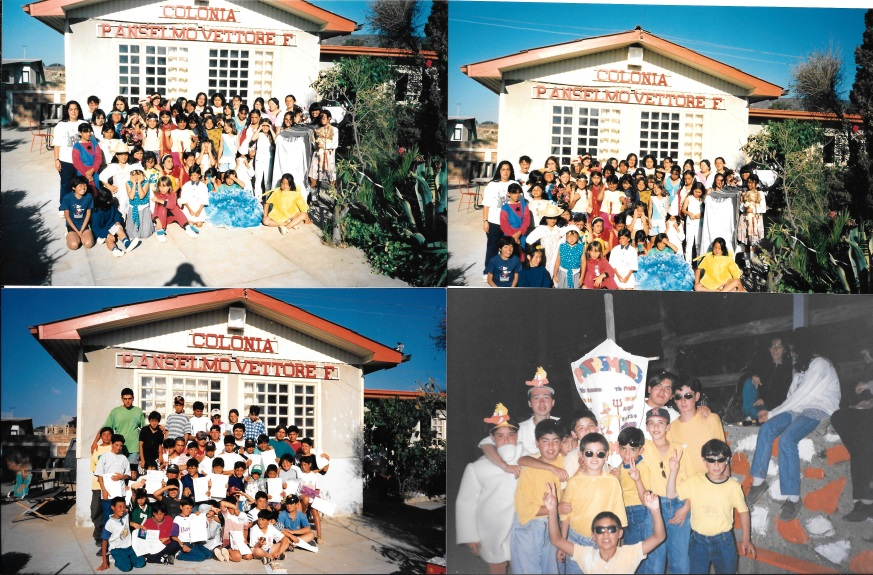 COLONIA
P. ANSELMO VETTORE F.
COLONIA
P. ANSELMO VETTORE F.
COLONIA
P. ANSELMO VETTORE F.